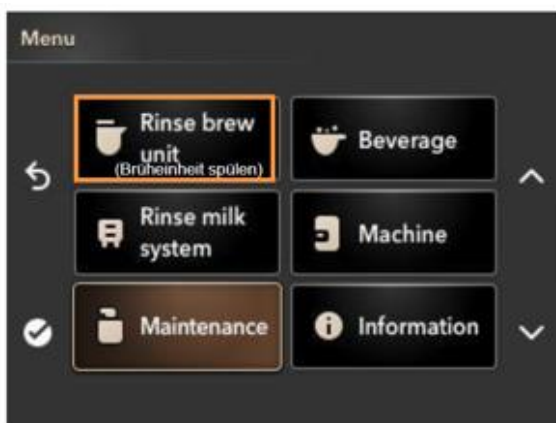 Menu
Rinse brew
unit
(Brüheinheit spülen)
Beverage
Rinse milk
system
Machine
Maintenance
Information